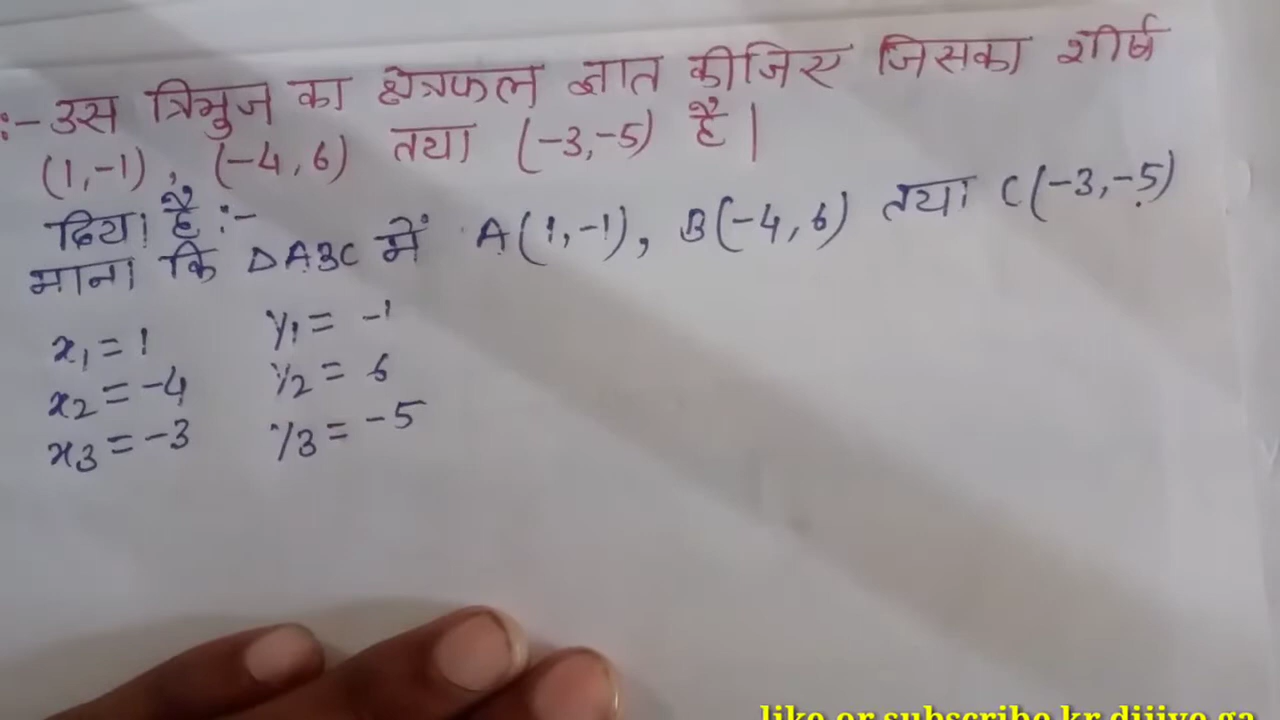 :- उस त्रिभुज का क्षेत्रफल ज्ञात कीजिए जिसका शीर्ष
(1,-1), (-4,6) तथा (-3,-5) है।
दिया है :-
माना कि ΔABC में A(1,-1), B(-4,6) तथा C(-3,-5)
x₁ = 1 y₁ = -1
x₂ = -4 y₂ = 6
x₃ = -3 y₃ = -5
like or subscribe kr dijiye ga